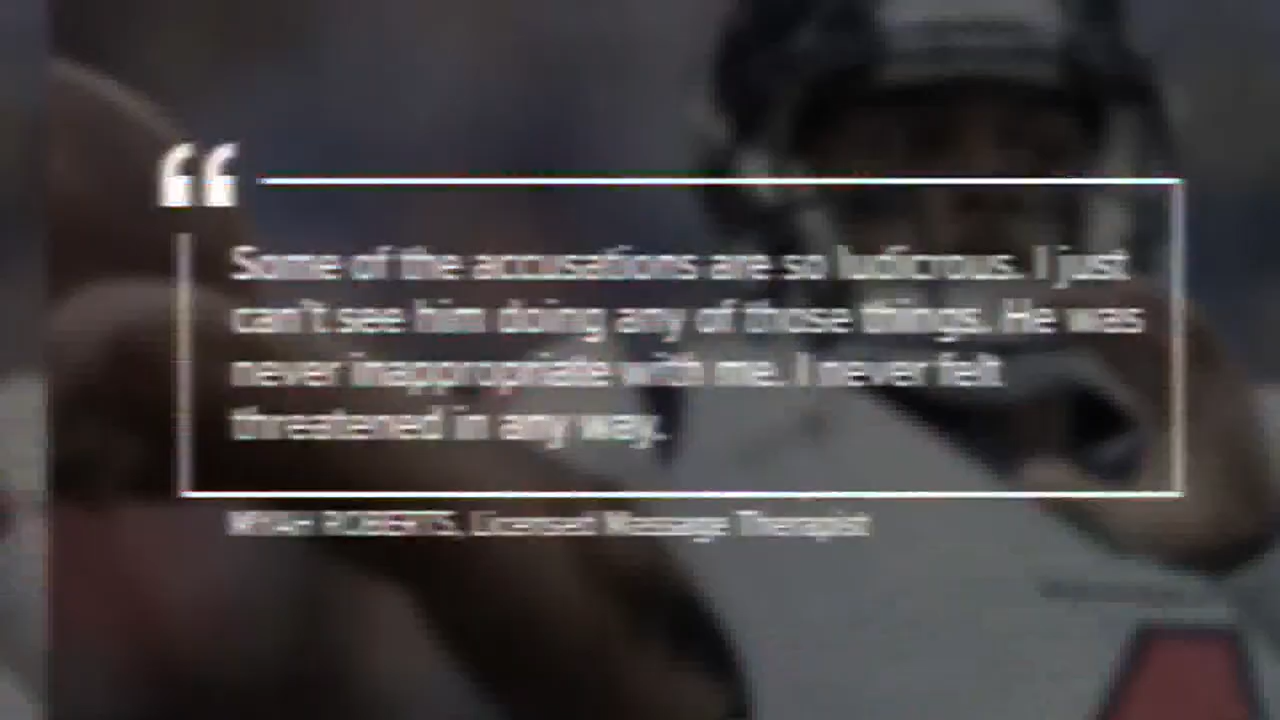 “
Some of the accusations are so ludicrous. I just
can't see him doing any of those things. He was
never inappropriate with me. I never felt
threatened in any way.
ROBERTS, Licensed Massage Therapist